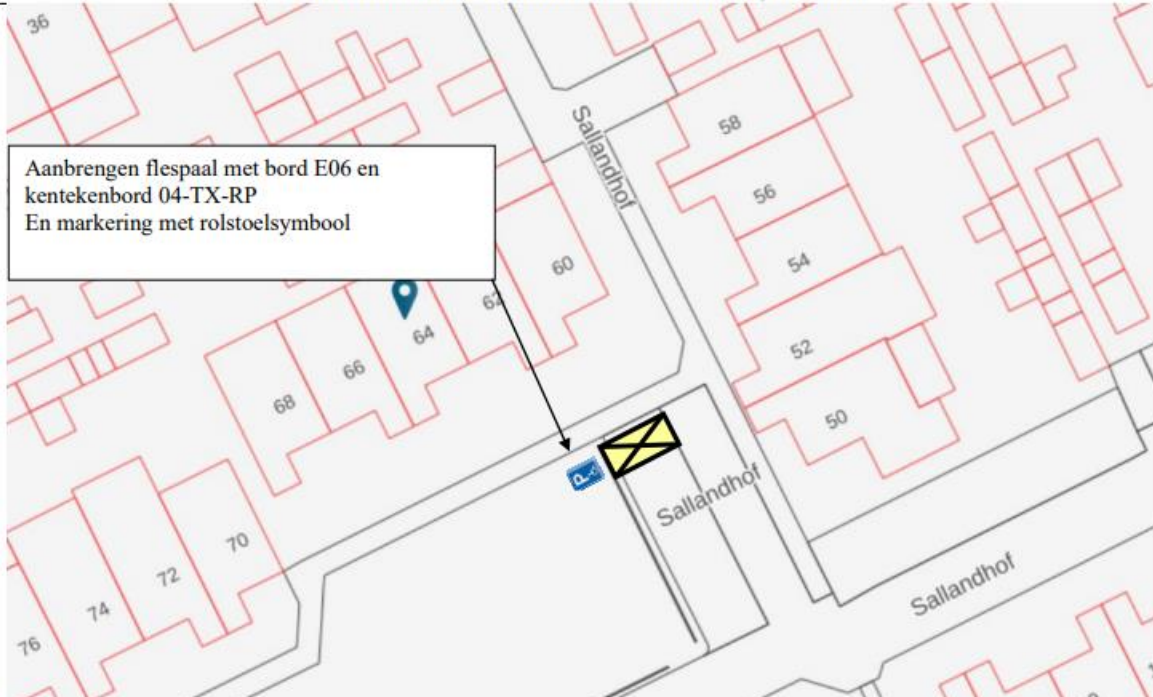 36
Sallandhof
58
Aanbrengen flespaal met bord E06 en
kentekenbord 04-TX-RP
En markering met rolstoelsymbool
56
60
54
62
64
52
66
68
50
P
Sallandhof
70
72
Sallandhof
74
76